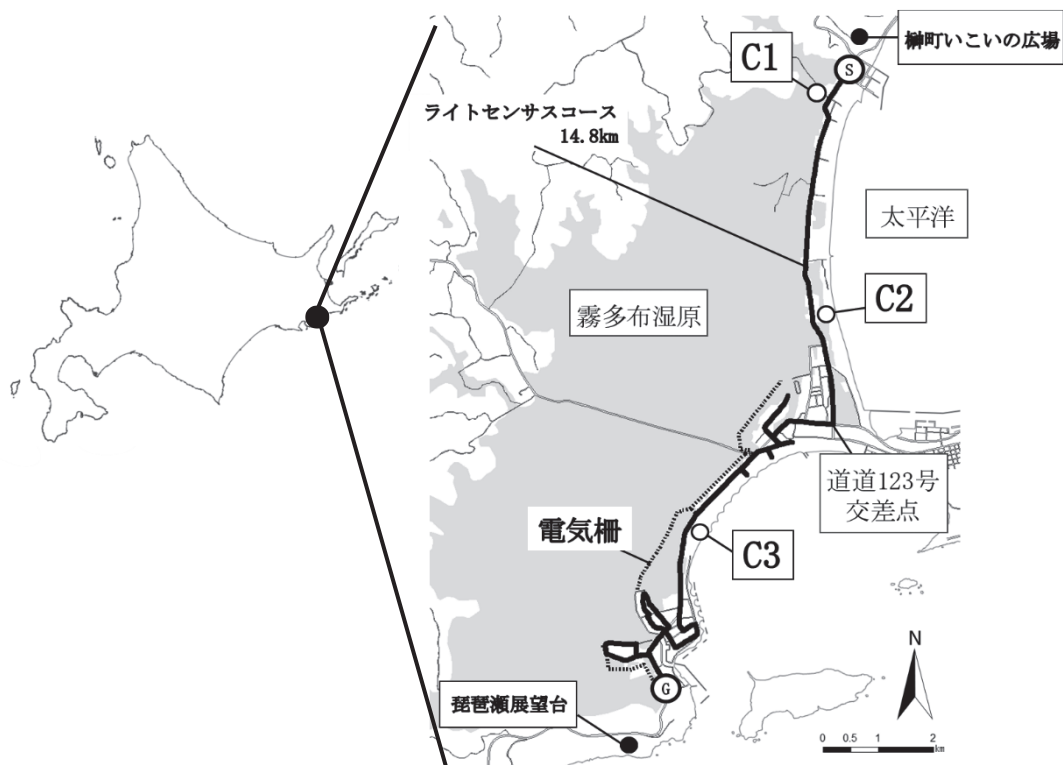 榊町いこいの広場
C1
S
ライトセンサスコース
14.8km
太平洋
C2
霧多布湿原
道道123号
交差点
電気柵
C3
N
G
琵琶瀬展望台
0 0.5 1 2
km